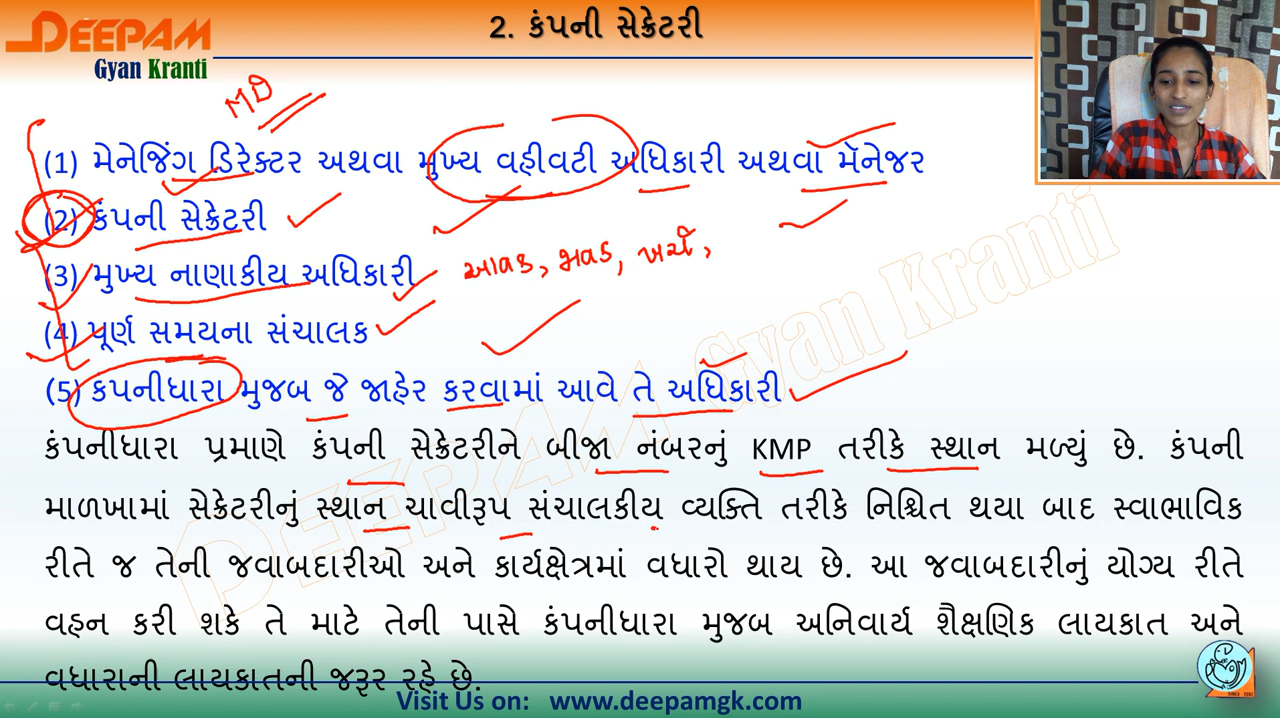 DEEPAM
Gyan Kranti
2. કંપની સેક્રેટરી
MD
(1) મેનેજિંગ ડિરેક્ટર અથવા મુખ્ય વહીવટી અધિકારી અથવા મૅનેજર
(2) કંપની સેક્રેટરી
(3) મુખ્ય નાણાકીય અધિકારી
આવક, જાવક, ખર્ચ,
(4) પૂર્ણ સમયના સંચાલક
(5) કંપનીધારા મુજબ જે જાહેર કરવામાં આવે તે અધિકારી
કંપનીધારા પ્રમાણે કંપની સેક્રેટરીને બીજા નંબરનું KMP તરીકે સ્થાન મળ્યું છે. કંપની
માળખામાં સેક્રેટરીનું સ્થાન ચાવીરૂપ સંચાલકીય વ્યક્તિ તરીકે નિશ્ચિત થયા બાદ સ્વાભાવિક
રીતે જ તેની જવાબદારીઓ અને કાર્યક્ષેત્રમાં વધારો થાય છે. આ જવાબદારીનું યોગ્ય રીતે
વહન કરી શકે તે માટે તેની પાસે કંપનીધારા મુજબ અનિવાર્ય શૈક્ષણિક લાયકાત અને
વધારાની લાયકાતની જરૂર રહે છે.
DEEPAM Gyan Kranti
Visit Us on: www.deepamgk.com